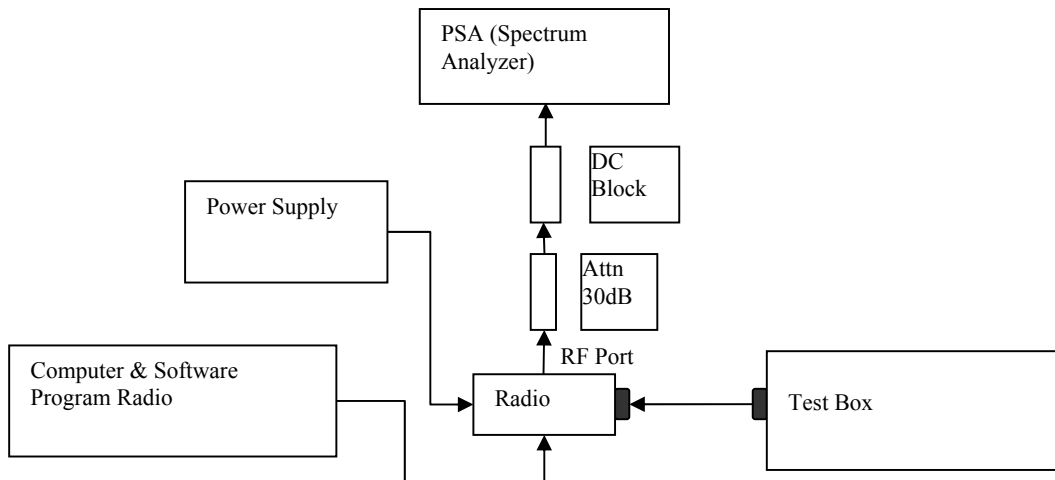 PSA (Spectrum
Analyzer)
DC
Block
Power Supply
Attn
30dB
RF Port
Computer & Software
Program Radio
Radio
Test Box